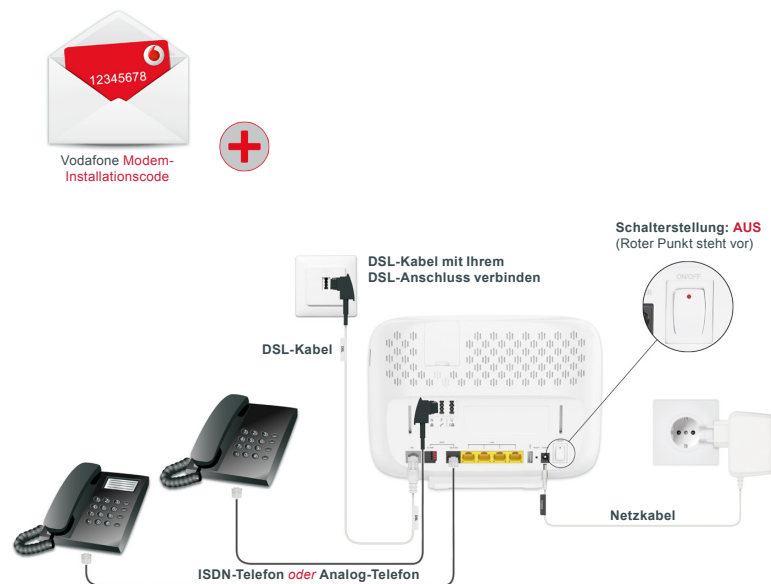 12345678
Vodafone Modem-
Installationscode
Schalterstellung: AUS
(Roter Punkt steht vor)
ON/OFF
DSL-Kabel mit Ihrem
DSL-Anschluss verbinden
DSL-Kabel
Netzkabel
ISDN-Telefon oder Analog-Telefon